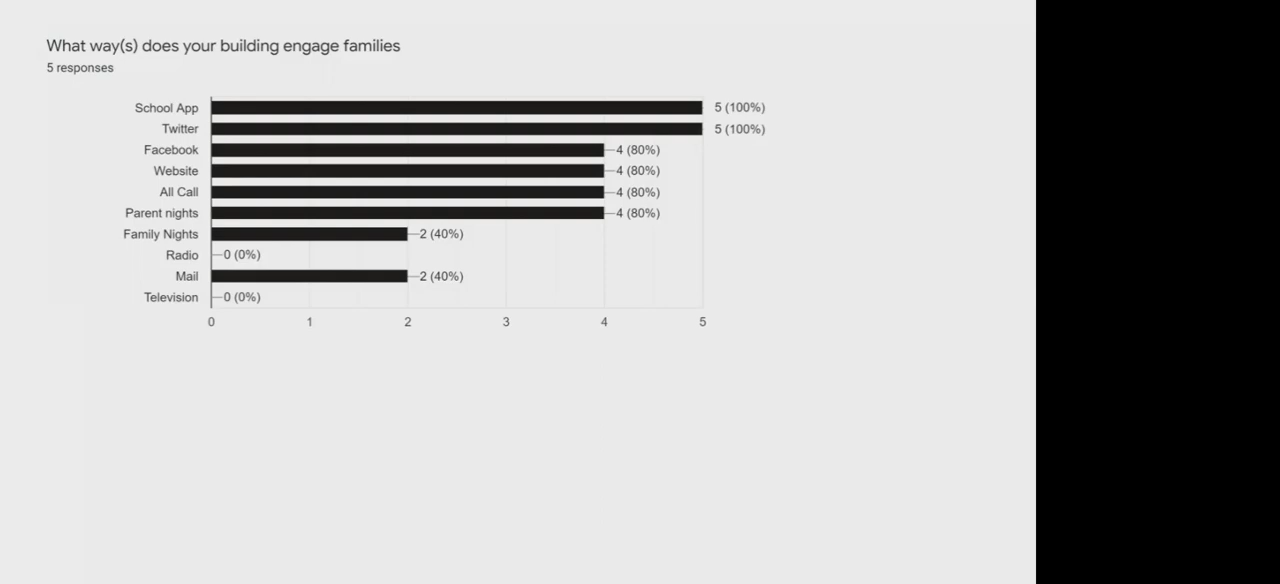 What way(s) does your building engage families
5 responses
School App 5 (100%)
Twitter 5 (100%)
Facebook 4 (80%)
Website 4 (80%)
All Call 4 (80%)
Parent nights 4 (80%)
Family Nights 2 (40%)
Radio 0 (0%)
Mail 2 (40%)
Television 0 (0%)
0 1 2 3 4 5